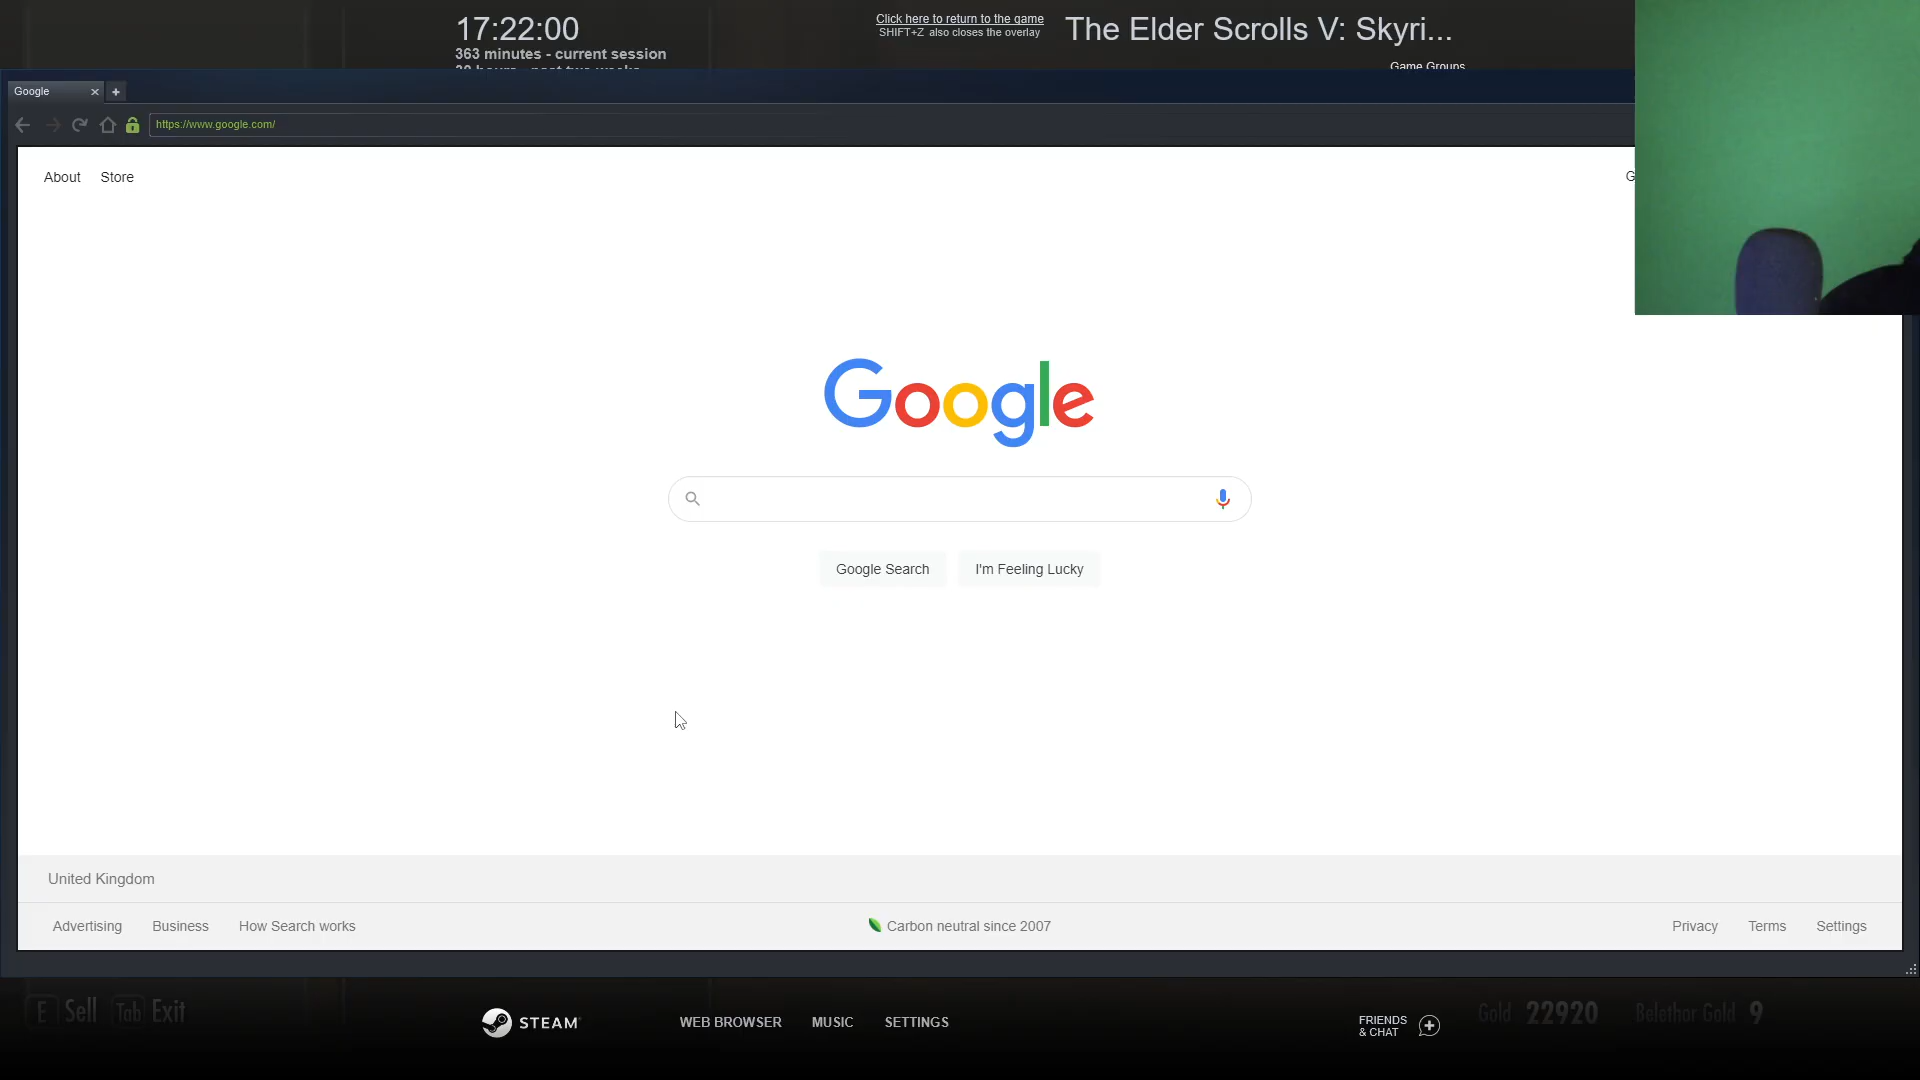 17:22:00
363 minutes - current session
Click here to return to the game
SHIFT+Z also closes the overlay
The Elder Scrolls V: Skyri...
Game Groups
Google
https://www.google.com/
About Store
G
Google
Google Search I'm Feeling Lucky
United Kingdom
Advertising Business How Search works Carbon neutral since 2007 Privacy Terms Settings
E Sell Tab Exit
STEAM WEB BROWSER MUSIC SETTINGS
FRIENDS
& CHAT
Gold 22920 Belethor Gold 9